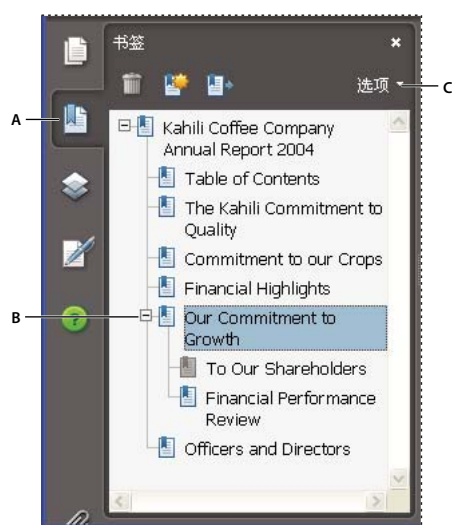 书签
选项
C
A
Kahili Coffee Company
Annual Report 2004
Table of Contents
The Kahili Commitment to
Quality
Commitment to our Crops
Financial Highlights
B
Our Commitment to
Growth
To Our Shareholders
Financial Performance
Review
Officers and Directors